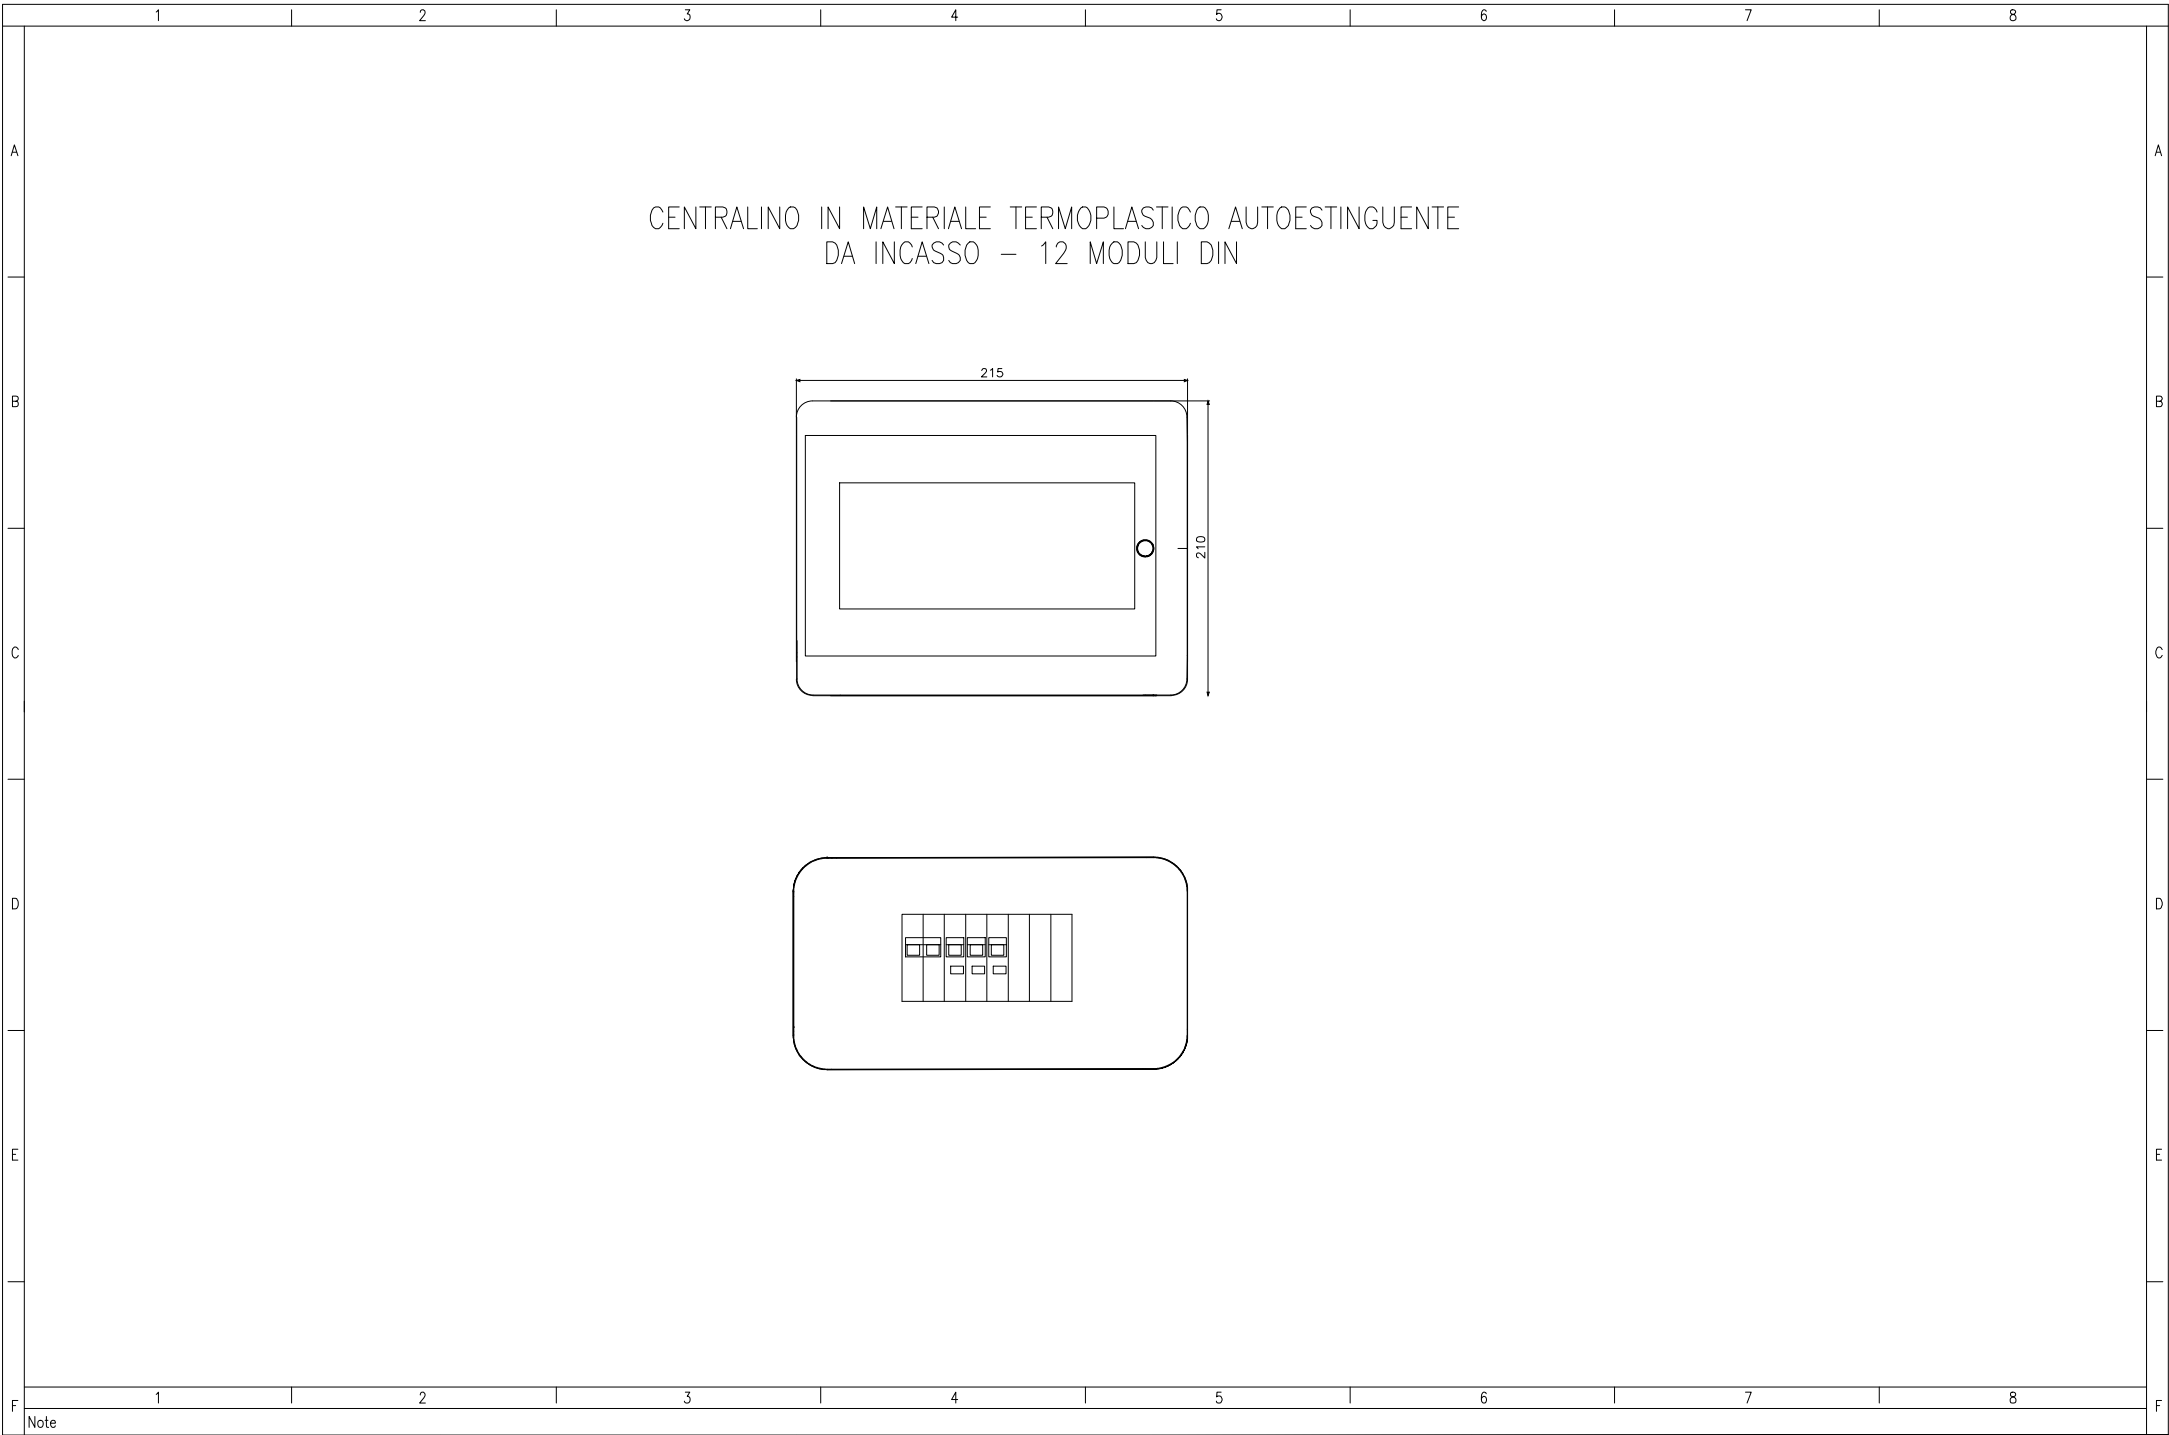 1 2 3 4 5 6 7 8
A A
CENTRALINO IN MATERIALE TERMOPLASTICO AUTOESTINGUENTE
DA INCASSO – 12 MODULI DIN
215
B B
210
C C
D D
E E
1 2 3 4 5 6 7 8
F F
Note